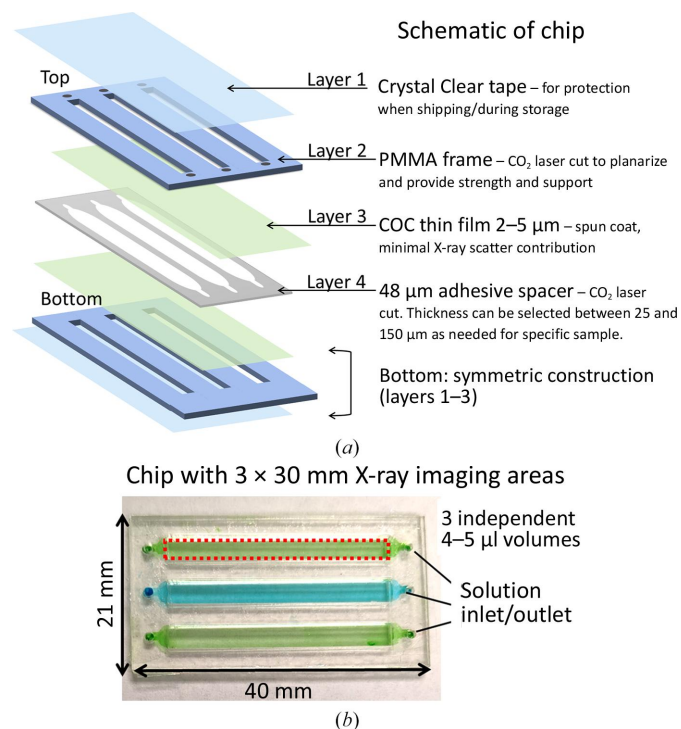 Schematic of chip
Top
Layer 1
Crystal Clear tape – for protection
when shipping/during storage
Layer 2
PMMA frame – CO₂ laser cut to planarize
and provide strength and support
Layer 3
COC thin film 2–5 µm – spun coat,
minimal X-ray scatter contribution
Layer 4
48 µm adhesive spacer – CO₂ laser
cut. Thickness can be selected between 25 and
150 µm as needed for specific sample.
Bottom
Bottom: symmetric construction
(layers 1–3)
(a)
Chip with 3 × 30 mm X-ray imaging areas
3 independent
4–5 µl volumes
Solution
inlet/outlet
21 mm
40 mm
(b)